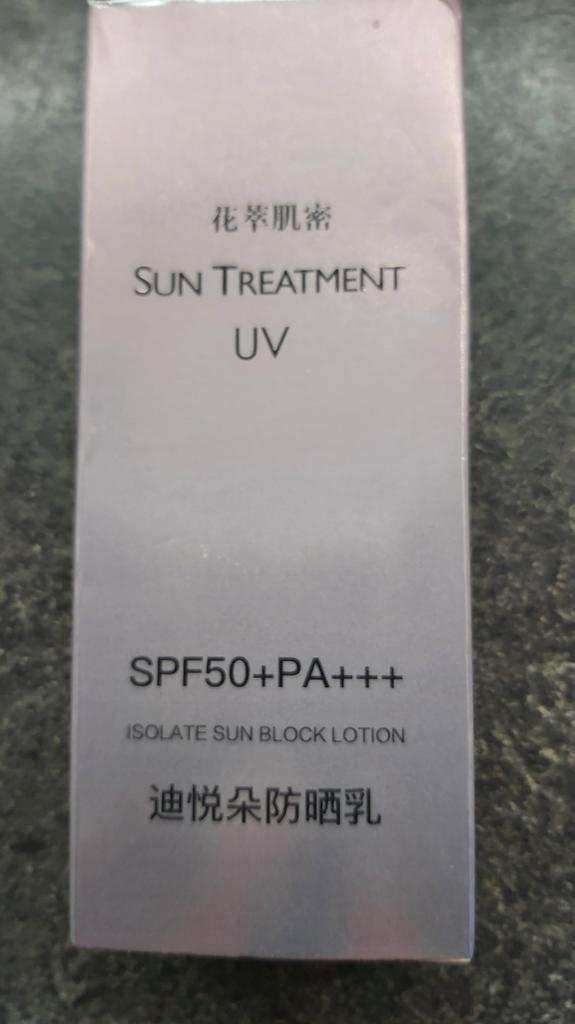 花萃肌密
SUN TREATMENT
UV
SPF50+PA+++
ISOLATE SUN BLOCK LOTION
迪悦朵防晒乳